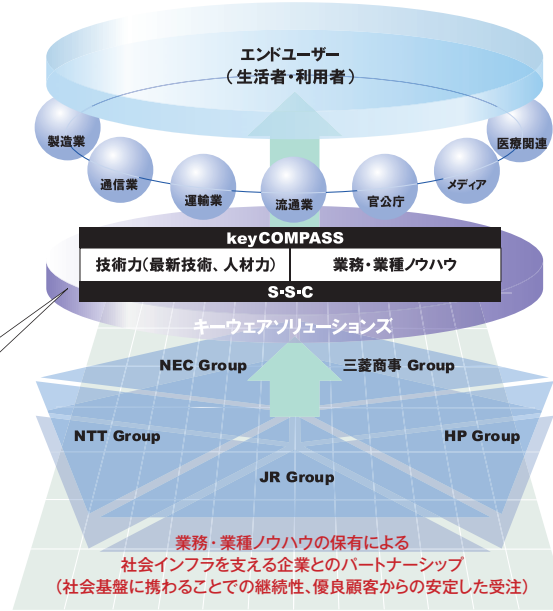 エンドユーザー
（生活者・利用者）
製造業
医療関連
通信業
メディア
運輸業
流通業
官公庁
keyCOMPASS
技術力(最新技術、人材力)
業務・業種ノウハウ
S・S・C
キーウェアソリューションズ
NEC Group
三菱商事 Group
NTT Group
HP Group
JR Group
業務・業種ノウハウの保有による
社会インフラを支える企業とのパートナーシップ
（社会基盤に携わることでの継続性、優良顧客からの安定した受注）